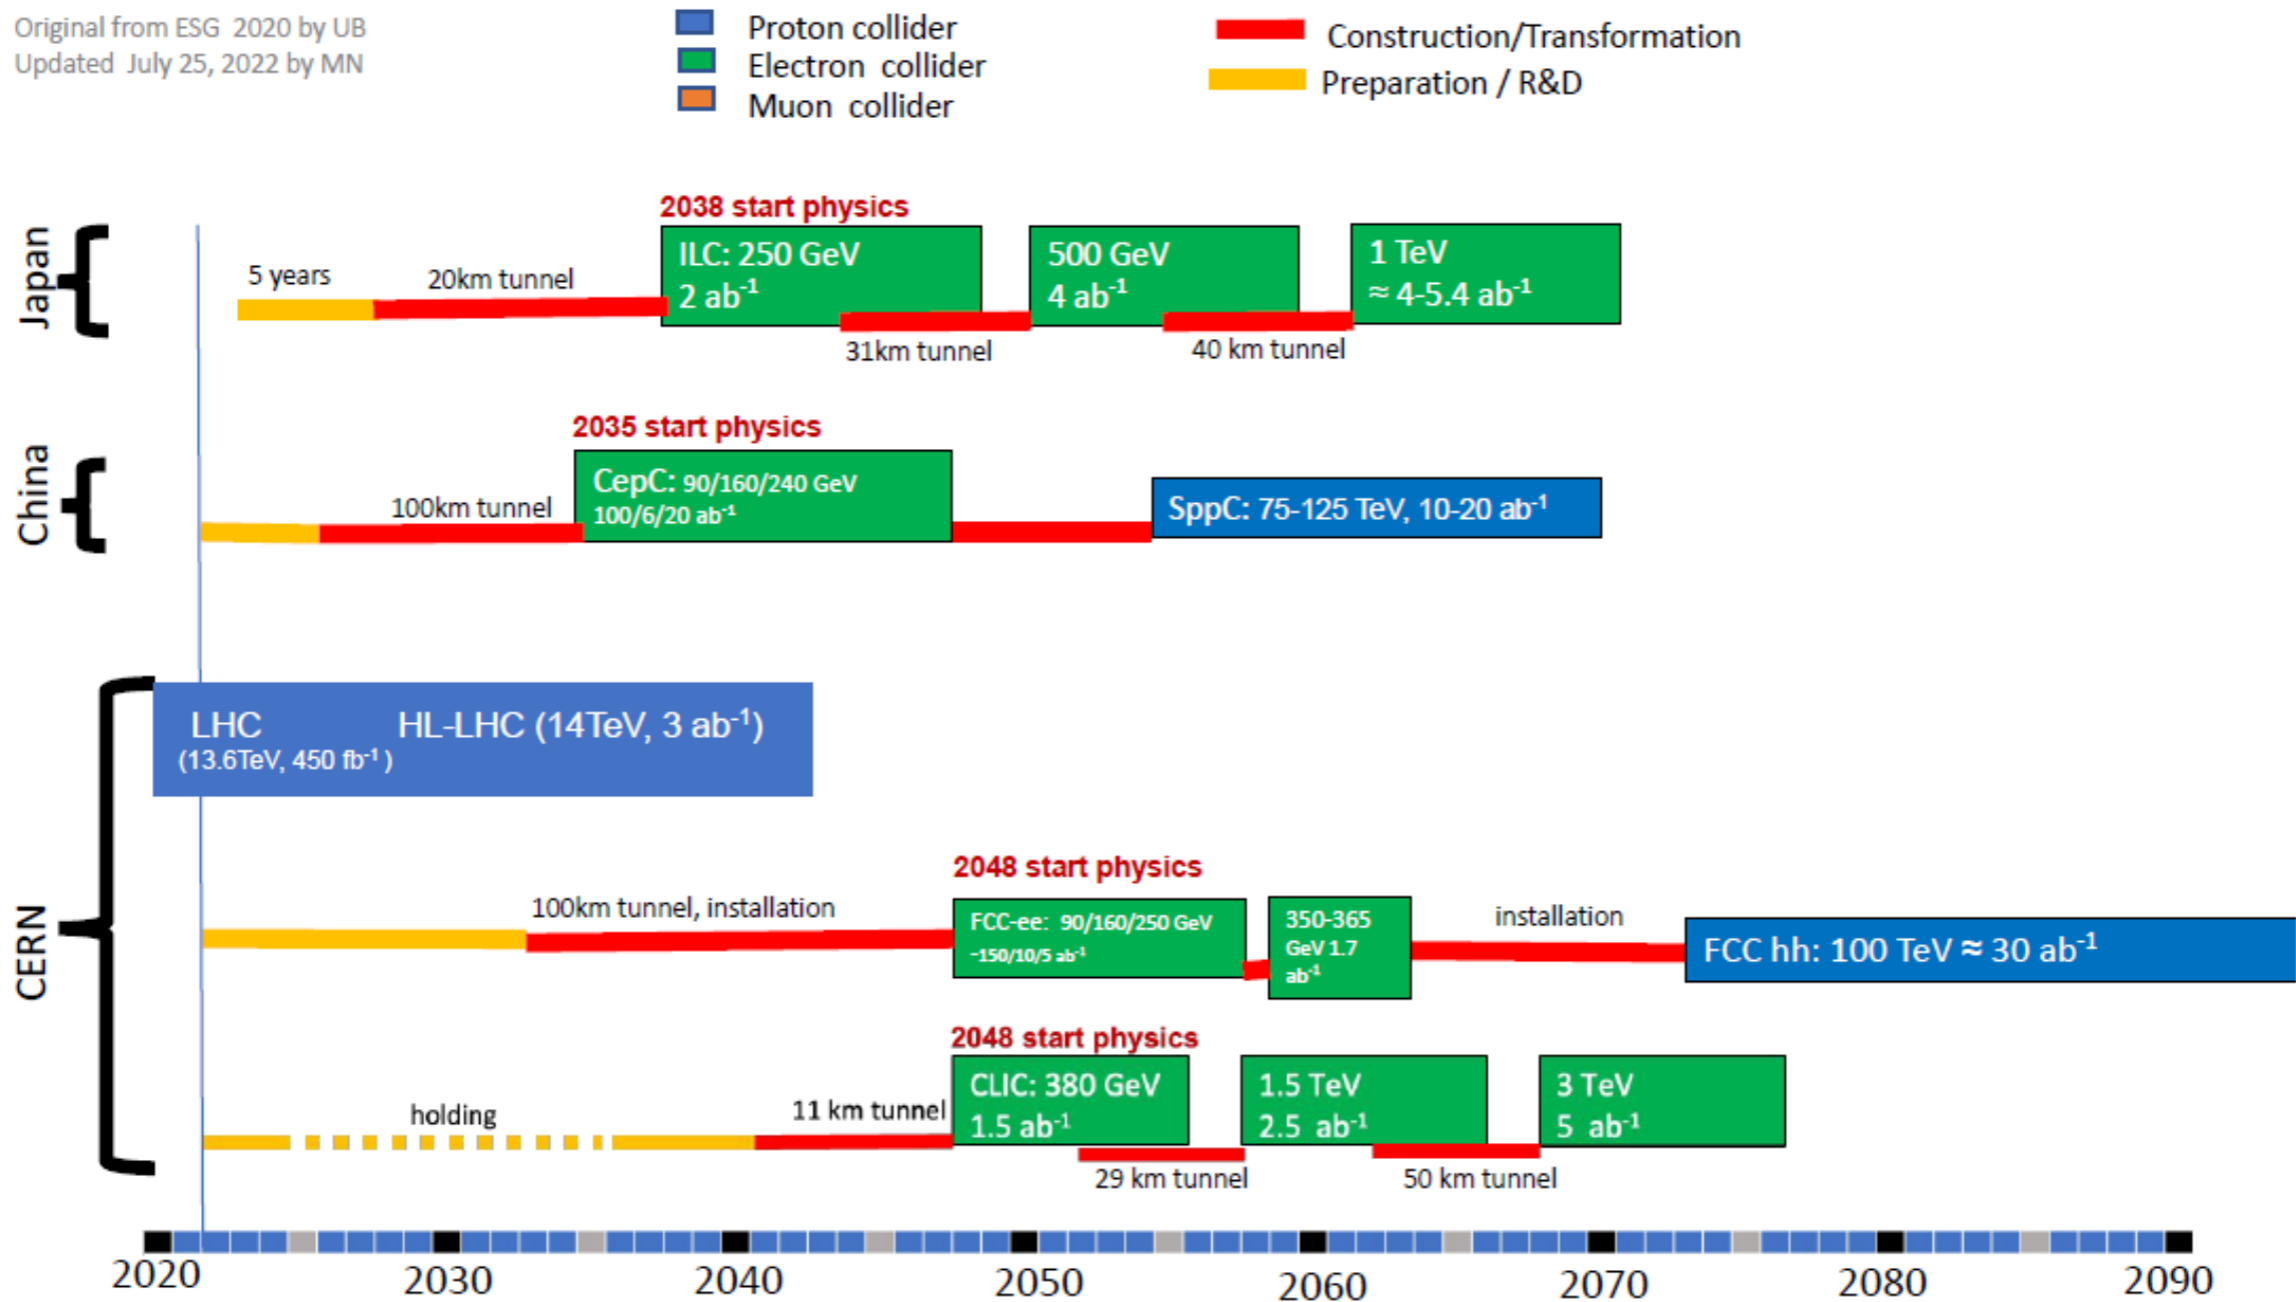 Original from ESG 2020 by UB
Updated July 25, 2022 by MN
Proton collider
Electron collider
Muon collider
Construction/Transformation
Preparation / R&D
Japan
2038 start physics
5 years
20km tunnel
ILC: 250 GeV
2 ab⁻¹
500 GeV
4 ab⁻¹
1 TeV
≈ 4-5.4 ab⁻¹
31km tunnel
40 km tunnel
China
2035 start physics
100km tunnel
CepC: 90/160/240 GeV
100/6/20 ab⁻¹
SppC: 75-125 TeV, 10-20 ab⁻¹
CERN
LHC
(13.6TeV, 450 fb⁻¹ )
HL-LHC (14TeV, 3 ab⁻¹)
2048 start physics
100km tunnel, installation
FCC-ee: 90/160/250 GeV
~150/10/5 ab⁻¹
350-365
GeV 1.7
ab⁻¹
installation
FCC hh: 100 TeV ≈ 30 ab⁻¹
2048 start physics
holding
11 km tunnel
CLIC: 380 GeV
1.5 ab⁻¹
1.5 TeV
2.5 ab⁻¹
3 TeV
5 ab⁻¹
29 km tunnel
50 km tunnel
2020 2030 2040 2050 2060 2070 2080 2090